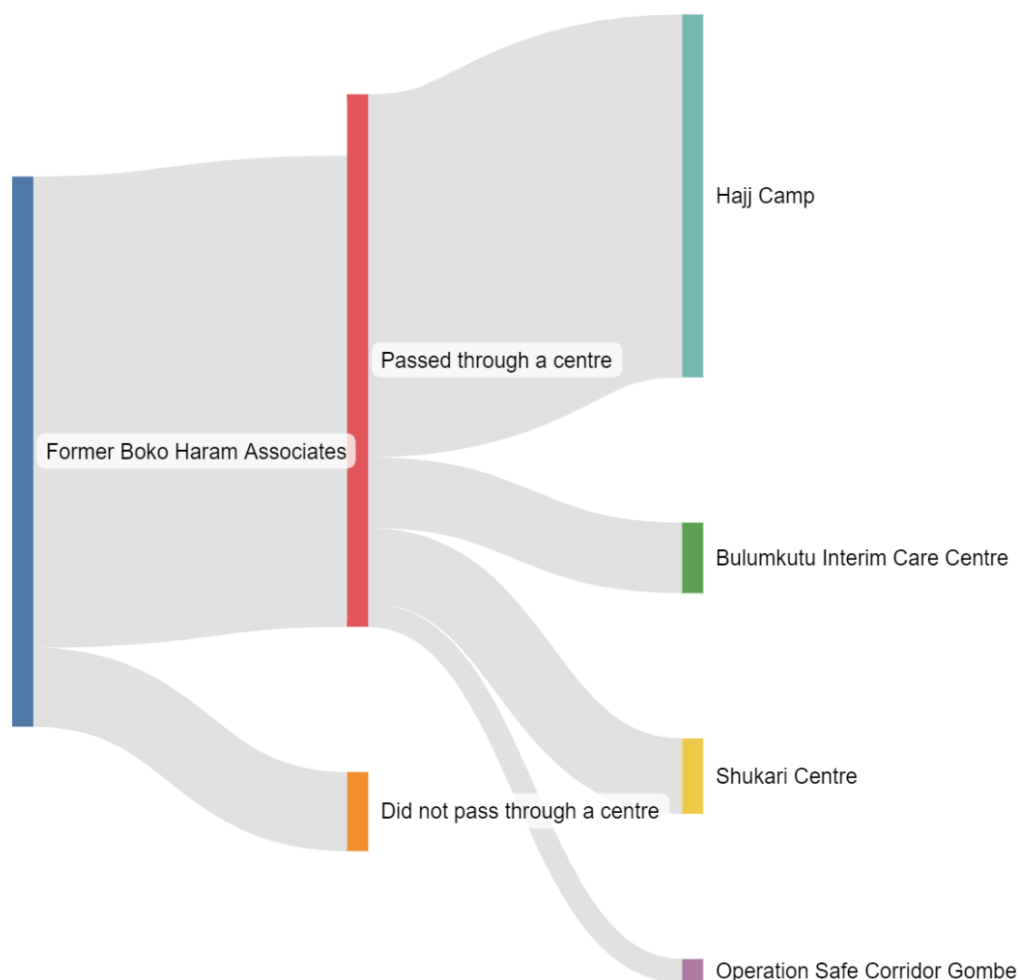 Hajj Camp
Passed through a centre
Former Boko Haram Associates
Bulumkutu Interim Care Centre
Shukari Centre
Did not pass through a centre
Operation Safe Corridor Gombe